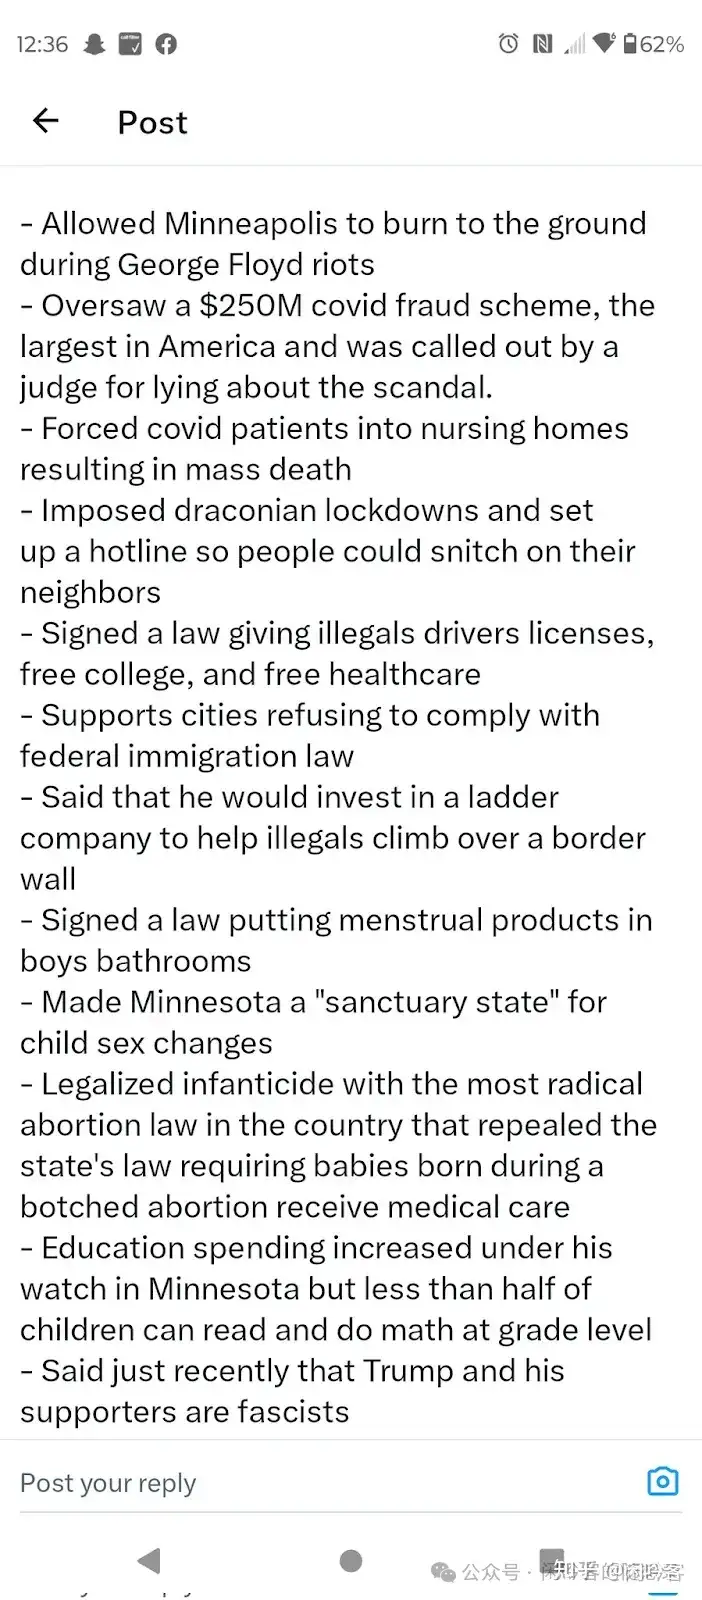 12:36
62%
Post
- Allowed Minneapolis to burn to the ground
during George Floyd riots
- Oversaw a $250M covid fraud scheme, the
largest in America and was called out by a
judge for lying about the scandal.
- Forced covid patients into nursing homes
resulting in mass death
- Imposed draconian lockdowns and set
up a hotline so people could snitch on their
neighbors
- Signed a law giving illegals drivers licenses,
free college, and free healthcare
- Supports cities refusing to comply with
federal immigration law
- Said that he would invest in a ladder
company to help illegals climb over a border
wall
- Signed a law putting menstrual products in
boys bathrooms
- Made Minnesota a "sanctuary state" for
child sex changes
- Legalized infanticide with the most radical
abortion law in the country that repealed the
state's law requiring babies born during a
botched abortion receive medical care
- Education spending increased under his
watch in Minnesota but less than half of
children can read and do math at grade level
- Said just recently that Trump and his
supporters are fascists
Post your reply
公众号 ·
知乎